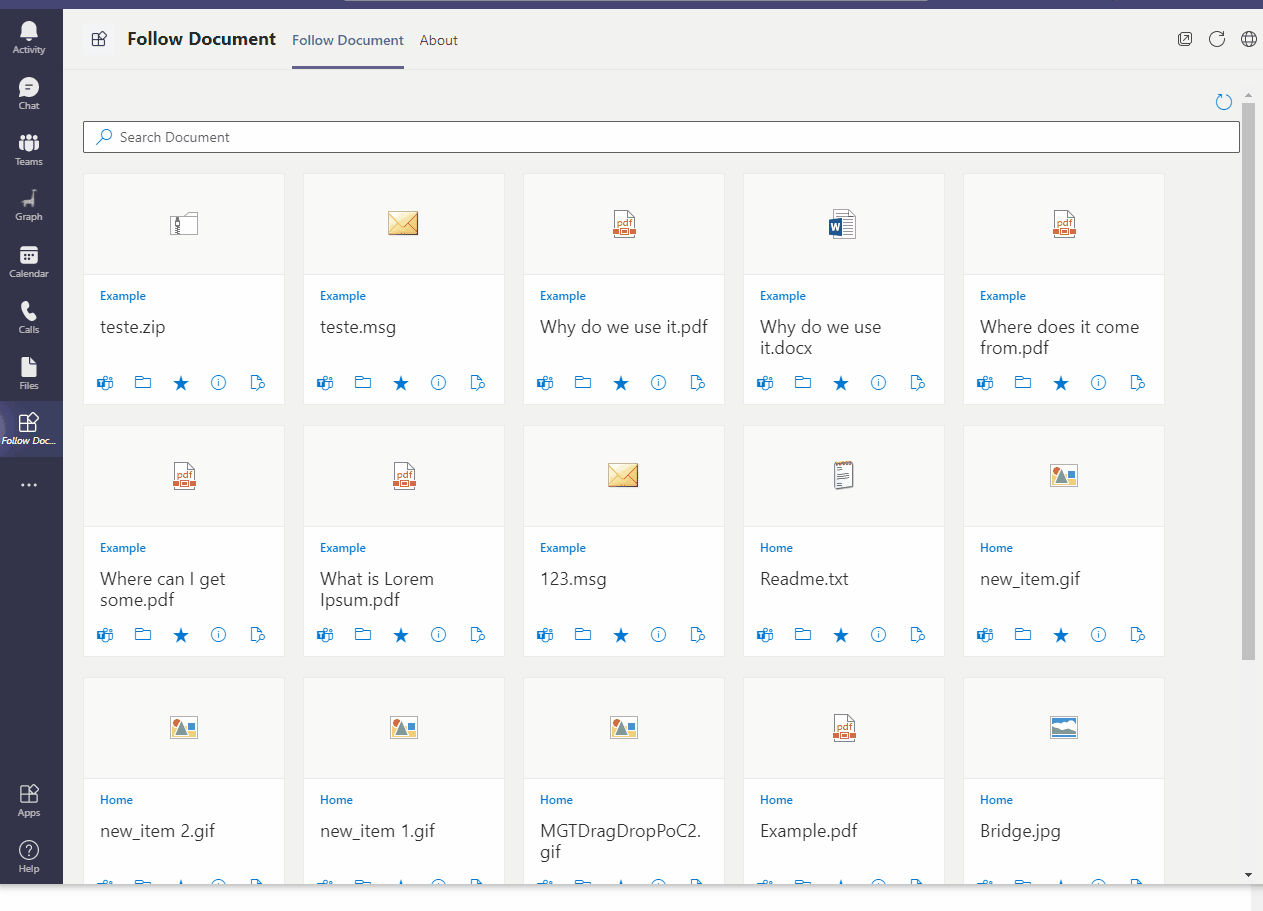 Activity
Chat
Teams
Graph
Calendar
Calls
Files
Follow Doc...
Apps
Help
Follow Document
Follow Document
About
Search Document
Example
teste.zip
Example
teste.msg
pdf
Example
Why do we use it.pdf
W
Example
Why do we use
it.docx
pdf
Example
Where does it come
from.pdf
pdf
Example
Where can I get
some.pdf
pdf
Example
What is Lorem
Ipsum.pdf
Example
123.msg
Home
Readme.txt
Home
new_item.gif
Home
new_item 2.gif
Home
new_item 1.gif
Home
MGTDragDropPoC2.
gif
pdf
Home
Example.pdf
Home
Bridge.jpg